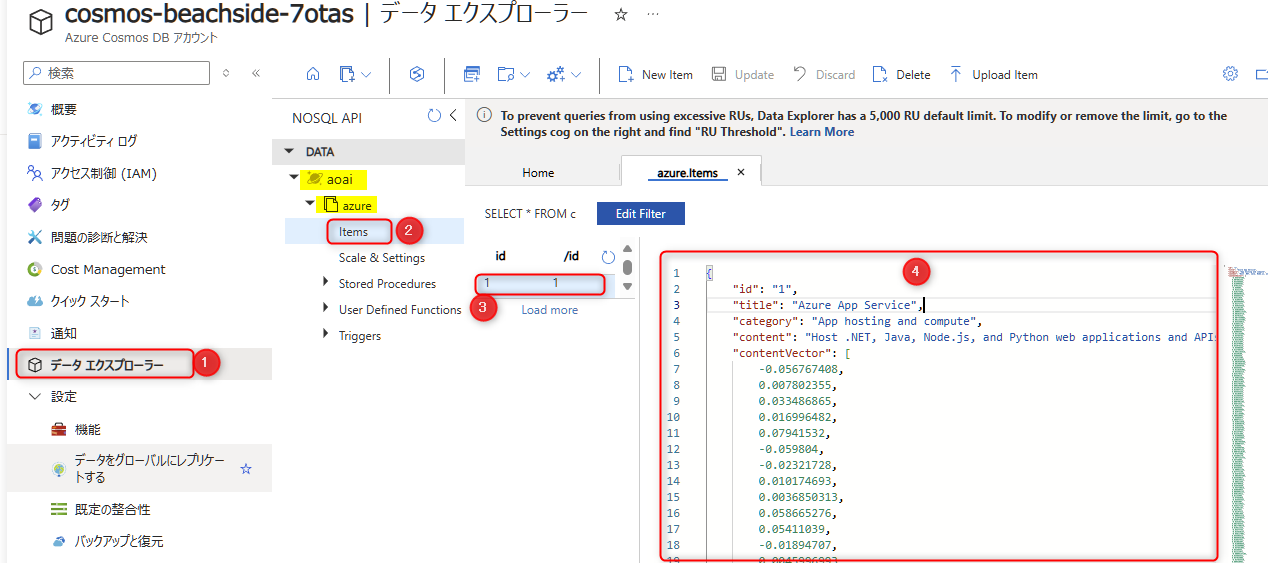 cosmos-beachside-7otas | データ エクスプローラー ☆ ...
Azure Cosmos DB アカウント
検索
概要
アクティビティ ログ
アクセス制御 (IAM)
タグ
問題の診断と解決
Cost Management
クイック スタート
通知
データ エクスプローラー
1
設定
機能
データをグローバルにレプリケー
トする
既定の整合性
バックアップと復元
New Item
Update
Discard
Delete
Upload Item
NOSQL API
DATA
aoai
azure
Items
2
Scale & Settings
Stored Procedures
User Defined Functions
Triggers
To prevent queries from using excessive RUs, Data Explorer has a 5,000 RU default limit. To modify or remove the limit, go to the
Settings cog on the right and find "RU Threshold". Learn More
Home
azure.Items
SELECT * FROM c
Edit Filter
id /id
1 1
3
Load more
4
1 {
2 "id": "1",
3 "title": "Azure App Service",
4 "category": "App hosting and compute",
5 "content": "Host .NET, Java, Node.js, and Python web applications and APIs
6 "contentVector": [
7 -0.056767408,
8 0.007802355,
9 0.033486865,
10 0.016996482,
11 0.07941532,
12 -0.059804,
13 -0.02321728,
14 0.010174693,
15 0.0036850313,
16 0.058665276,
17 0.05411039,
18 -0.01894707,